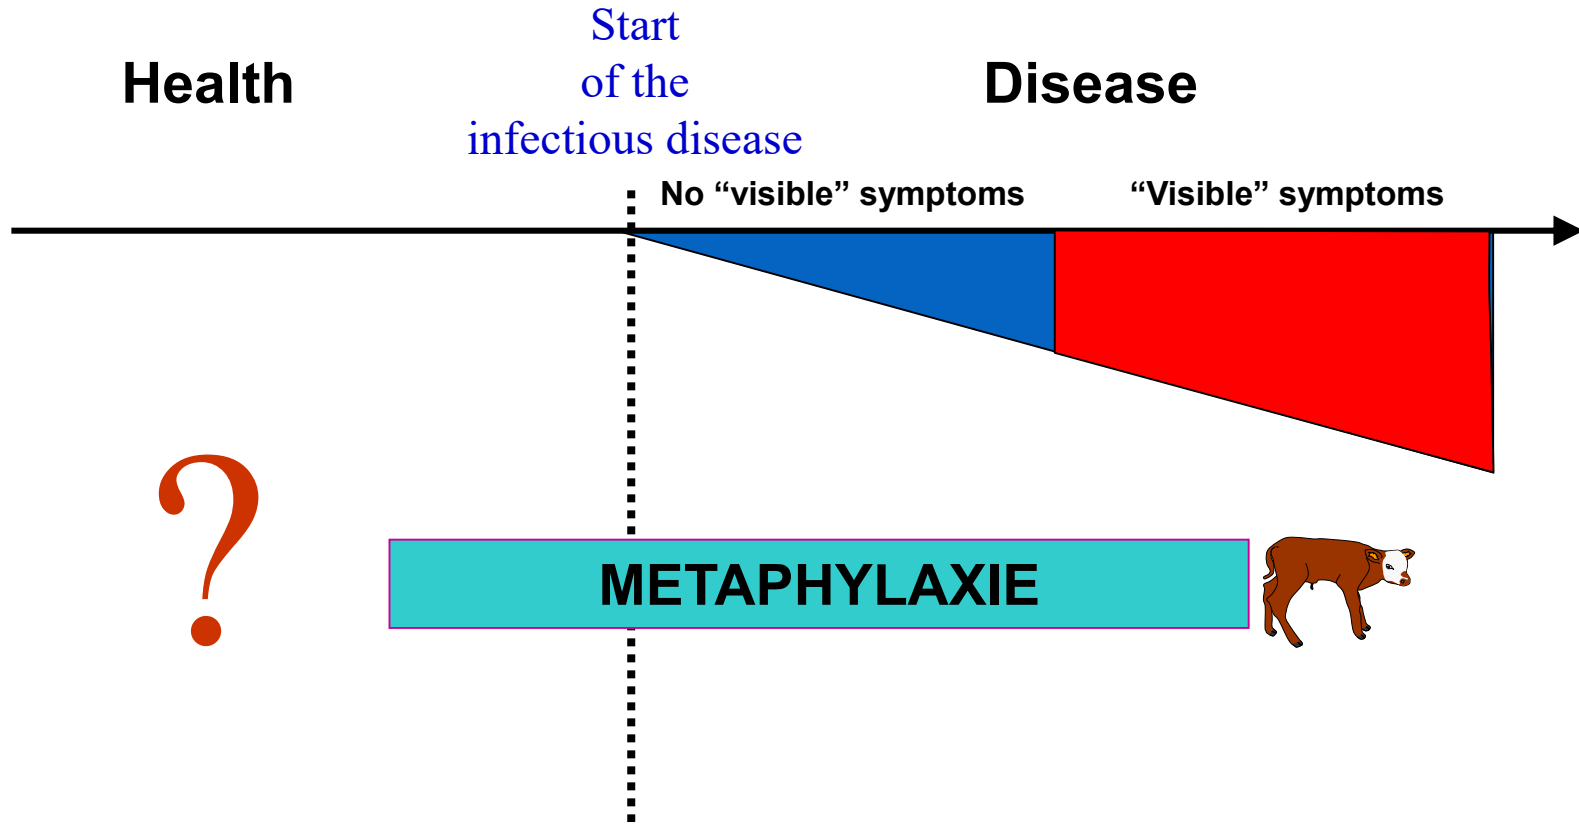 Health
Start
of the
infectious disease
Disease
No “visible” symptoms
“Visible” symptoms
?
METAPHYLAXIE